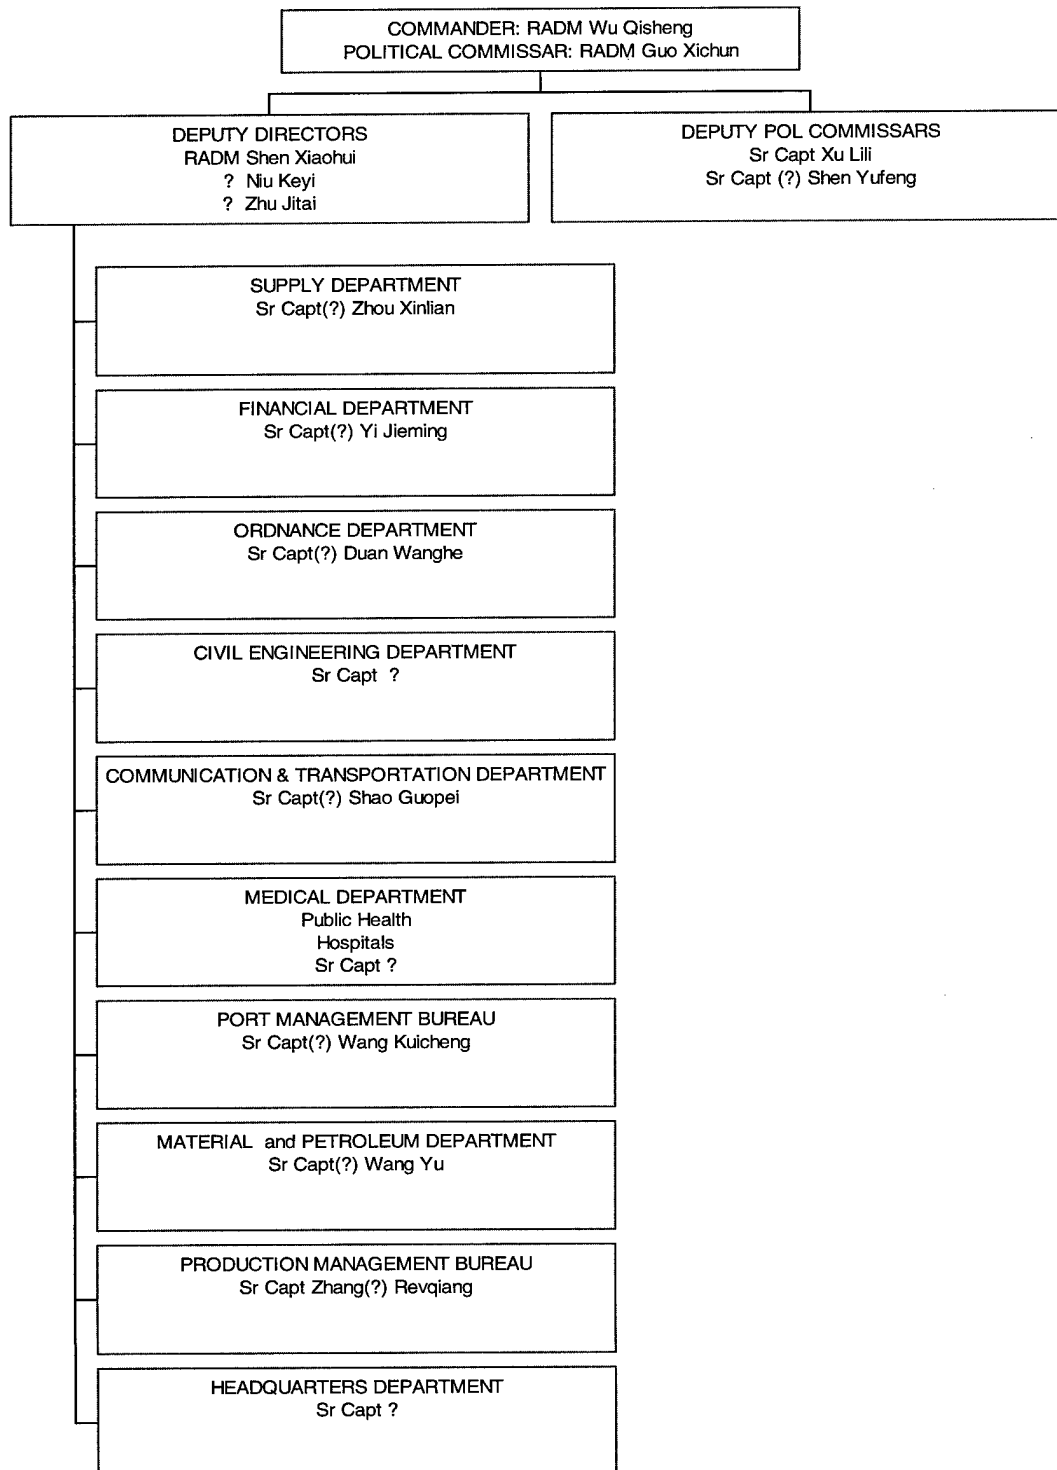 COMMANDER: RADM Wu Qisheng
POLITICAL COMMISSAR: RADM Guo Xichun
DEPUTY DIRECTORS
RADM Shen Xiaohui
? Niu Keyi
? Zhu Jitai
DEPUTY POL COMMISSARS
Sr Capt Xu Lili
Sr Capt (?) Shen Yufeng
SUPPLY DEPARTMENT
Sr Capt(?) Zhou Xinlian
FINANCIAL DEPARTMENT
Sr Capt(?) Yi Jieming
ORDNANCE DEPARTMENT
Sr Capt(?) Duan Wanghe
CIVIL ENGINEERING DEPARTMENT
Sr Capt ?
COMMUNICATION & TRANSPORTATION DEPARTMENT
Sr Capt(?) Shao Guopei
MEDICAL DEPARTMENT
Public Health
Hospitals
Sr Capt ?
PORT MANAGEMENT BUREAU
Sr Capt(?) Wang Kuicheng
MATERIAL and PETROLEUM DEPARTMENT
Sr Capt(?) Wang Yu
PRODUCTION MANAGEMENT BUREAU
Sr Capt Zhang(?) Revqiang
HEADQUARTERS DEPARTMENT
Sr Capt ?